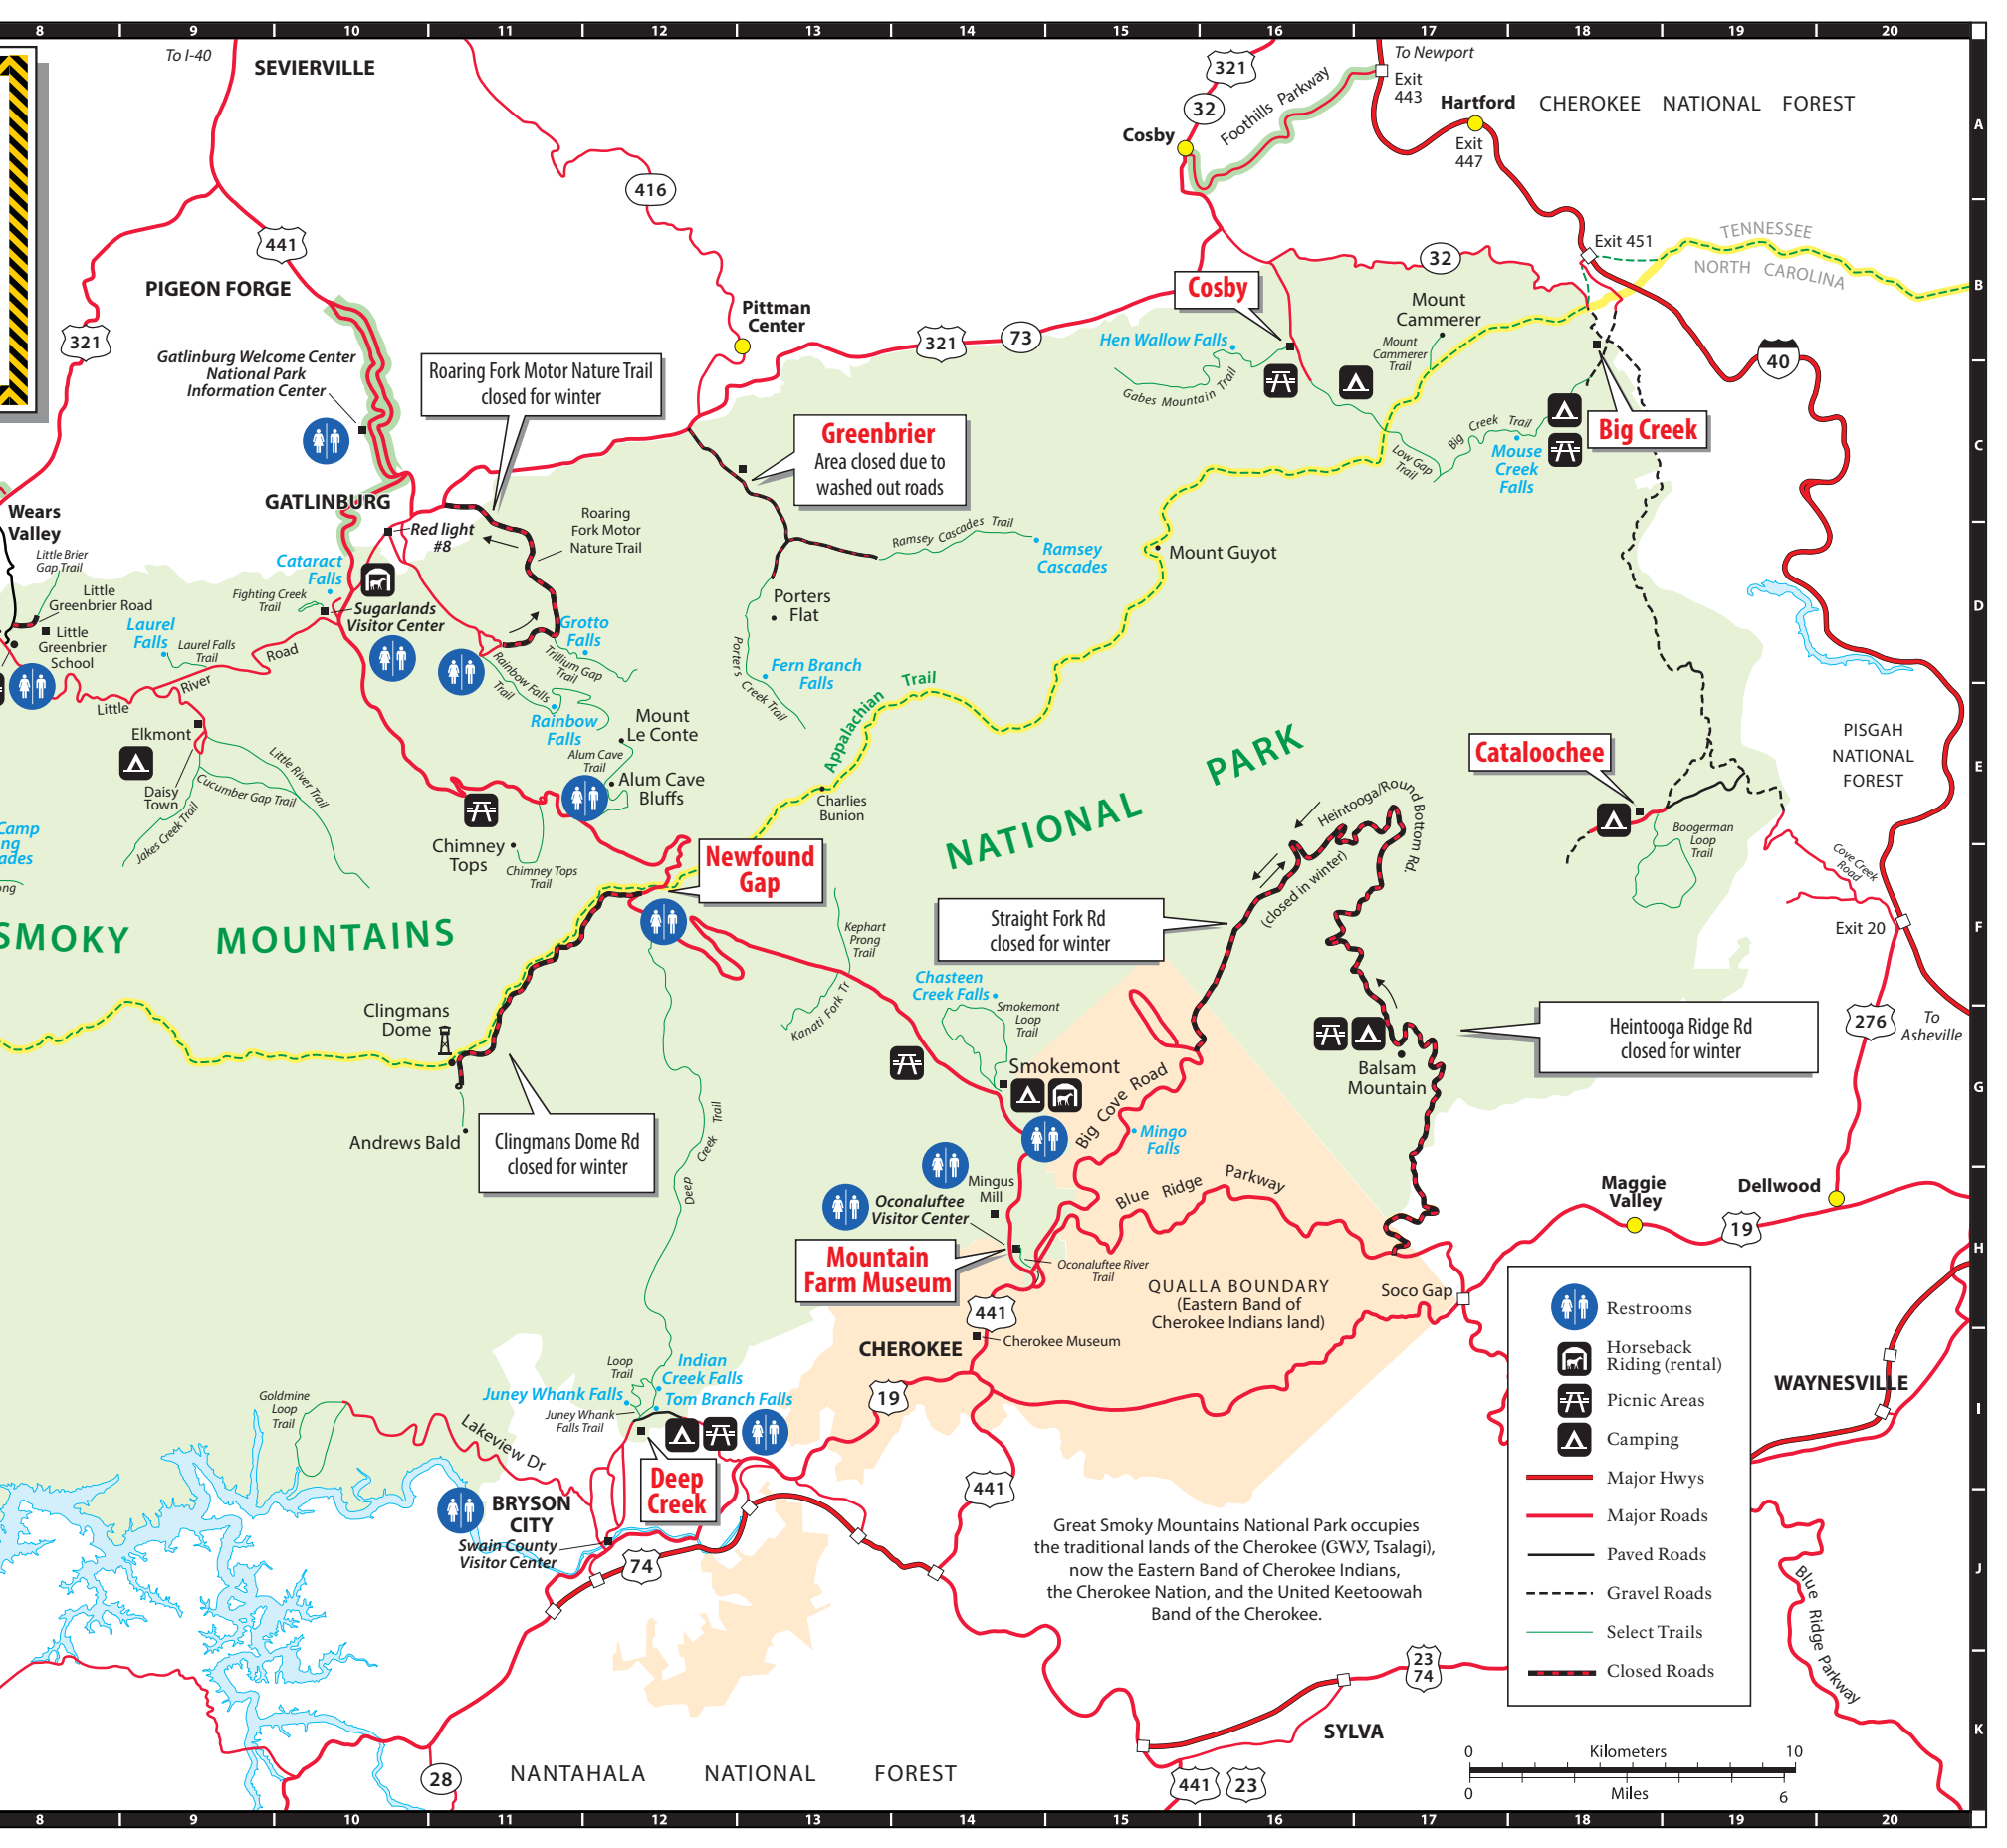 8 9 10 11 12 13 14 15 16 17 18 19 20
To I-40
SEVIERVILLE
321
To Newport
Exit
443
32
Foothills Parkway
Hartford
CHEROKEE NATIONAL FOREST
A
Cosby
Exit
447
416
441
Exit 451
TENNESSEE
NORTH CAROLINA
32
B
PIGEON FORGE
Cosby
Mount
Cammerer
Pittman
Center
321
321
73
Hen Wallow Falls
Mount
Cammerer
Trail
40
Gatlinburg Welcome Center
National Park
Information Center
Roaring Fork Motor Nature Trail
closed for winter
Gabes Mountain Trail
Big Creek
Big Creek Trail
Greenbrier
Area closed due to
washed out roads
Low Gap
Trail
Mouse
Creek
Falls
C
GATLINBURG
Wears
Valley
Red light
#8
Roaring
Fork Motor
Nature Trail
Ramsey Cascades Trail
Ramsey
Cascades
Mount Guyot
Little Brier
Gap Trail
Cataract
Falls
Little
Greenbrier Road
Fighting Creek
Trail
Sugarlands
Visitor Center
Porters
Flat
D
Laurel
Falls
Little
Greenbrier
School
Laurel Falls
Trail
Grotto
Falls
Little River Road
Rainbow Falls
Trail
Trillium Gap
Trail
Porter's Creek Trail
Fern Branch
Falls
Appalachian Trail
Rainbow
Falls
Mount
Le Conte
Elkmont
Alum Cave
Trail
PISGAH
NATIONAL
FOREST
Cataloochee
E
Little River Trail
Daisy
Town
Cucumber Gap Trail
Alum Cave
Bluffs
Charlies
Bunion
Jakes Creek Trail
Heintooga/Round Bottom Rd.
(closed in winter)
Boogerman
Loop
Trail
Camp
ng
ades
ong
Chimney
Tops
Chimney Tops
Trail
Newfound
Gap
Cove Creek
Road
SMOKY MOUNTAINS NATIONAL PARK
Straight Fork Rd
closed for winter
Kephart
Prong
Trail
Exit 20
F
Chasteen
Creek Falls
Kanati Fork Tr
Smokemont
Loop
Trail
Clingmans
Dome
Heintooga Ridge Rd
closed for winter
276
To
Asheville
Smokemont
Balsam
Mountain
G
Big Cove Road
Deep Creek Trail
Andrews Bald
Clingmans Dome Rd
closed for winter
Mingo
Falls
Mingus
Mill
Blue Ridge Parkway
Maggie
Valley
Dellwood
Oconaluftee
Visitor Center
19
Mountain
Farm Museum
H
Oconaluftee River
Trail
QUALLA BOUNDARY
(Eastern Band of
Cherokee Indians land)
Soco Gap
441
CHEROKEE
Cherokee Museum
Restrooms
Horseback
Riding (rental)
Picnic Areas
Camping
Major Hwys
Major Roads
Paved Roads
Gravel Roads
Select Trails
Closed Roads
Loop
Trail
Indian
Creek Falls
Juney Whank Falls
Tom Branch Falls
19
WAYNESVILLE
Goldmine
Loop
Trail
Juney Whank
Falls Trail
I
Lakeview Dr
Deep
Creek
441
BRYSON
CITY
Swain County
Visitor Center
74
Great Smoky Mountains National Park occupies
the traditional lands of the Cherokee (ᏣᎳᎩ, Tsalagi),
now the Eastern Band of Cherokee Indians,
the Cherokee Nation, and the United Keetoowah
Band of the Cherokee.
J
Blue Ridge Parkway
23
74
SYLVA
K
0 Kilometers 10
0 Miles 6
28
NANTAHALA NATIONAL FOREST
441
23
8 9 10 11 12 13 14 15 16 17 18 19 20